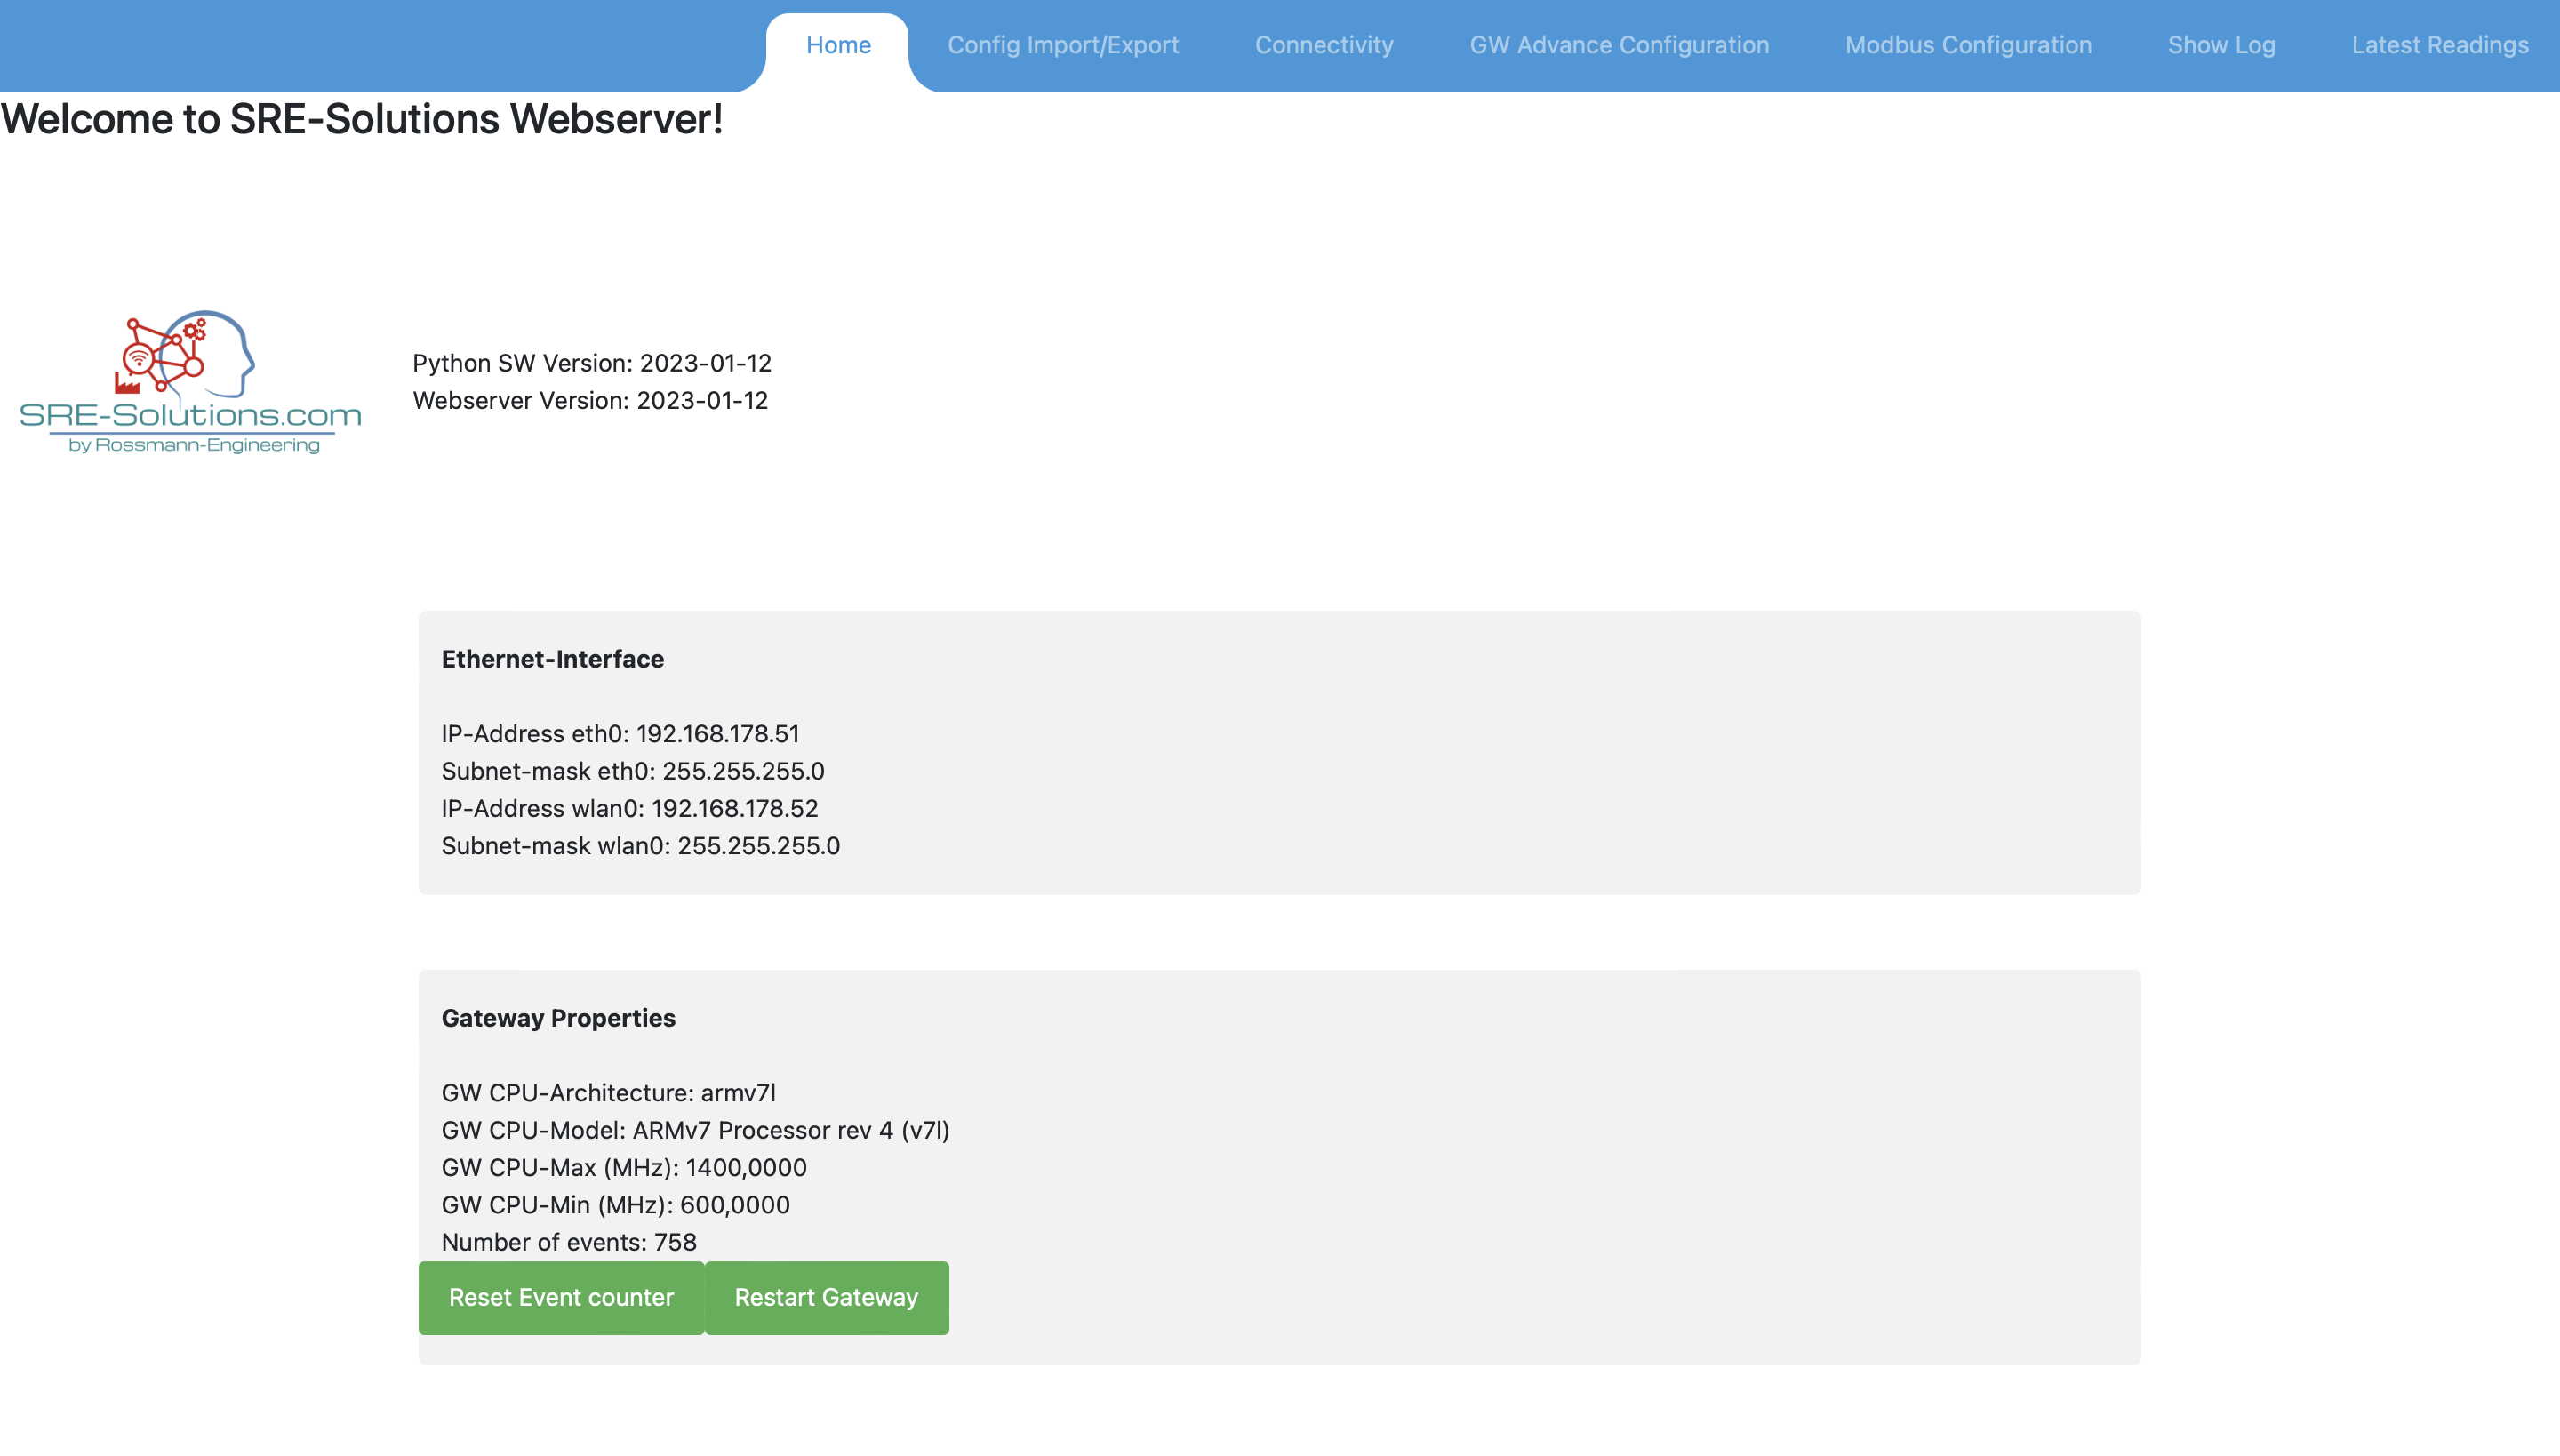 Home Config Import/Export Connectivity GW Advance Configuration Modbus Configuration Show Log Latest Readings
Welcome to SRE-Solutions Webserver!
SRE-Solutions.com
by Rossmann-Engineering
Python SW Version: 2023-01-12
Webserver Version: 2023-01-12
Ethernet-Interface
IP-Address eth0: 192.168.178.51
Subnet-mask eth0: 255.255.255.0
IP-Address wlan0: 192.168.178.52
Subnet-mask wlan0: 255.255.255.0
Gateway Properties
GW CPU-Architecture: armv7l
GW CPU-Model: ARMv7 Processor rev 4 (v7l)
GW CPU-Max (MHz): 1400,0000
GW CPU-Min (MHz): 600,0000
Number of events: 758
Reset Event counter Restart Gateway